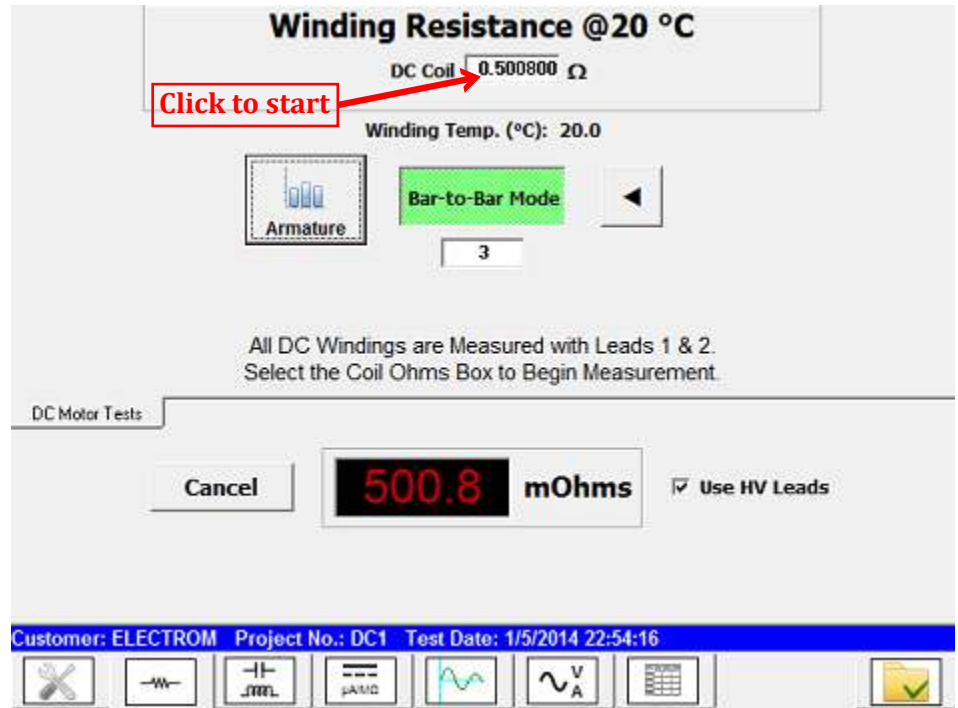 Winding Resistance @20 °C
DC Coil 0.500800 Ω
Click to start
Winding Temp. (°C): 20.0
Armature
Bar-to-Bar Mode
3
All DC Windings are Measured with Leads 1 & 2.
Select the Coil Ohms Box to Begin Measurement.
DC Motor Tests
Cancel
500.8 mOhms
Use HV Leads
Customer: ELECTROM Project No.: DC1 Test Date: 1/5/2014 22:54:16
µA/MΩ
V
A